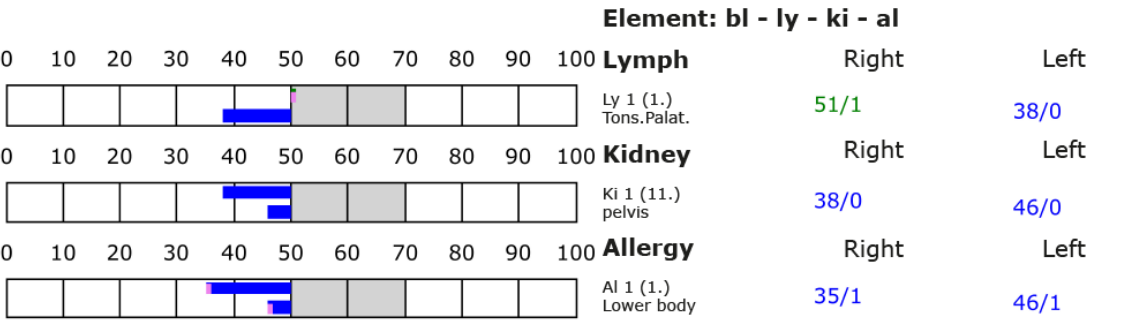 Element: bl - ly - ki - al
0 10 20 30 40 50 60 70 80 90 100 Lymph Right Left
Ly 1 (1.) 51/1 38/0
Tons.Palat.
0 10 20 30 40 50 60 70 80 90 100 Kidney Right Left
Ki 1 (11.) 38/0 46/0
pelvis
0 10 20 30 40 50 60 70 80 90 100 Allergy Right Left
Al 1 (1.) 35/1 46/1
Lower body